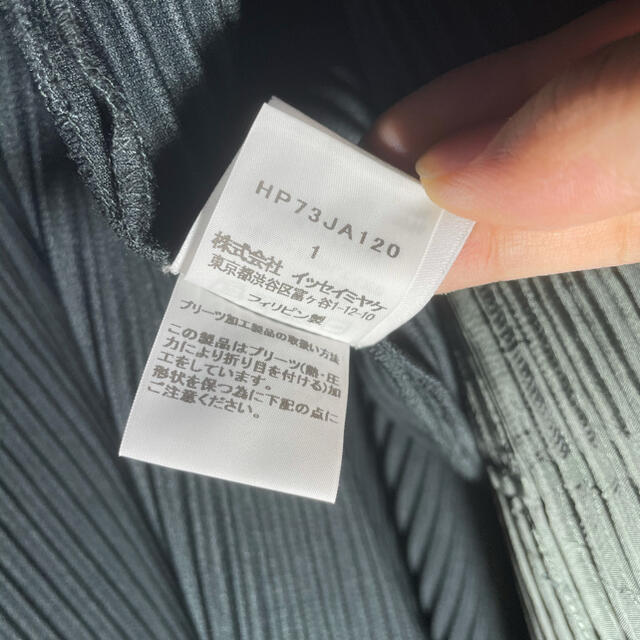 HP73JA120
1
株式会社 イッセイミヤケ
東京都渋谷区富ヶ谷1-12-10
フィリピン製
プリーツ加工製品の取扱い方法
この製品はプリーツ(熱、圧
力により折り目を付ける)加
工をしています。
形状を保つ為に下記の点に
ご注意ください。